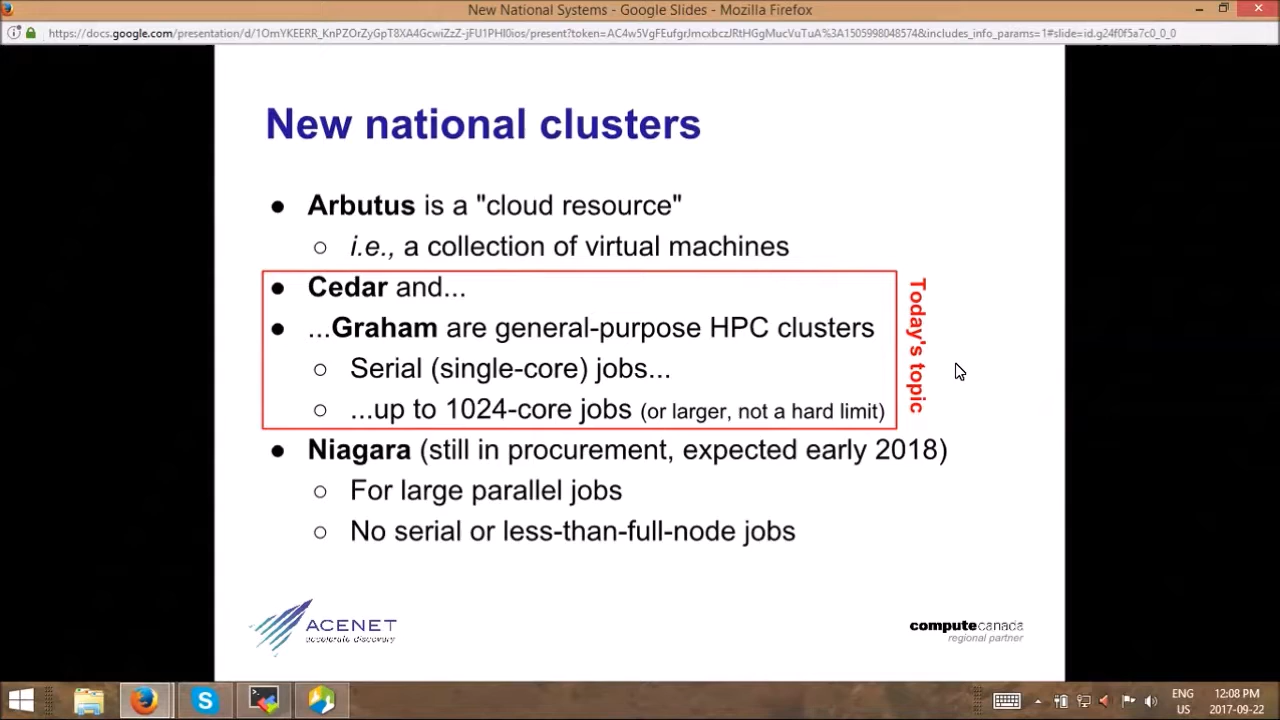 New National Systems - Google Slides - Mozilla Firefox
New national clusters
● Arbutus is a "cloud resource"
○ i.e., a collection of virtual machines
● Cedar and...
● ...Graham are general-purpose HPC clusters
○ Serial (single-core) jobs...
○ ...up to 1024-core jobs (or larger, not a hard limit)
Today's topic
● Niagara (still in procurement, expected early 2018)
○ For large parallel jobs
○ No serial or less-than-full-node jobs
ACENET
accelerate discovery
computecanada
regional partner
ENG
US
12:08 PM
2017-09-22